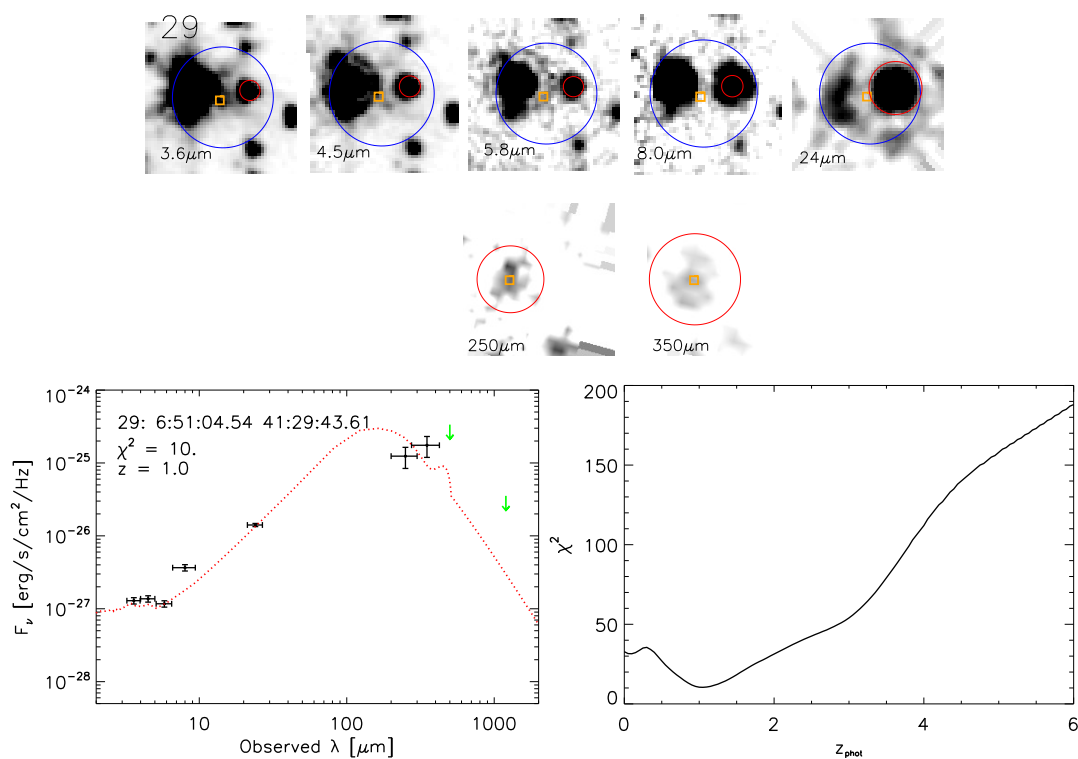 29
3.6μm
4.5μm
5.8μm
8.0μm
24μm
250μm
350μm
29: 6:51:04.54 41:29:43.61
χ² = 10.
z = 1.0
10⁻²⁴
10⁻²⁵
10⁻²⁶
10⁻²⁷
10⁻²⁸
F_ν [erg/s/cm²/Hz]
10 100 1000
Observed λ [μm]
200
150
100
50
0
χ²
0 2 4 6
z_phot